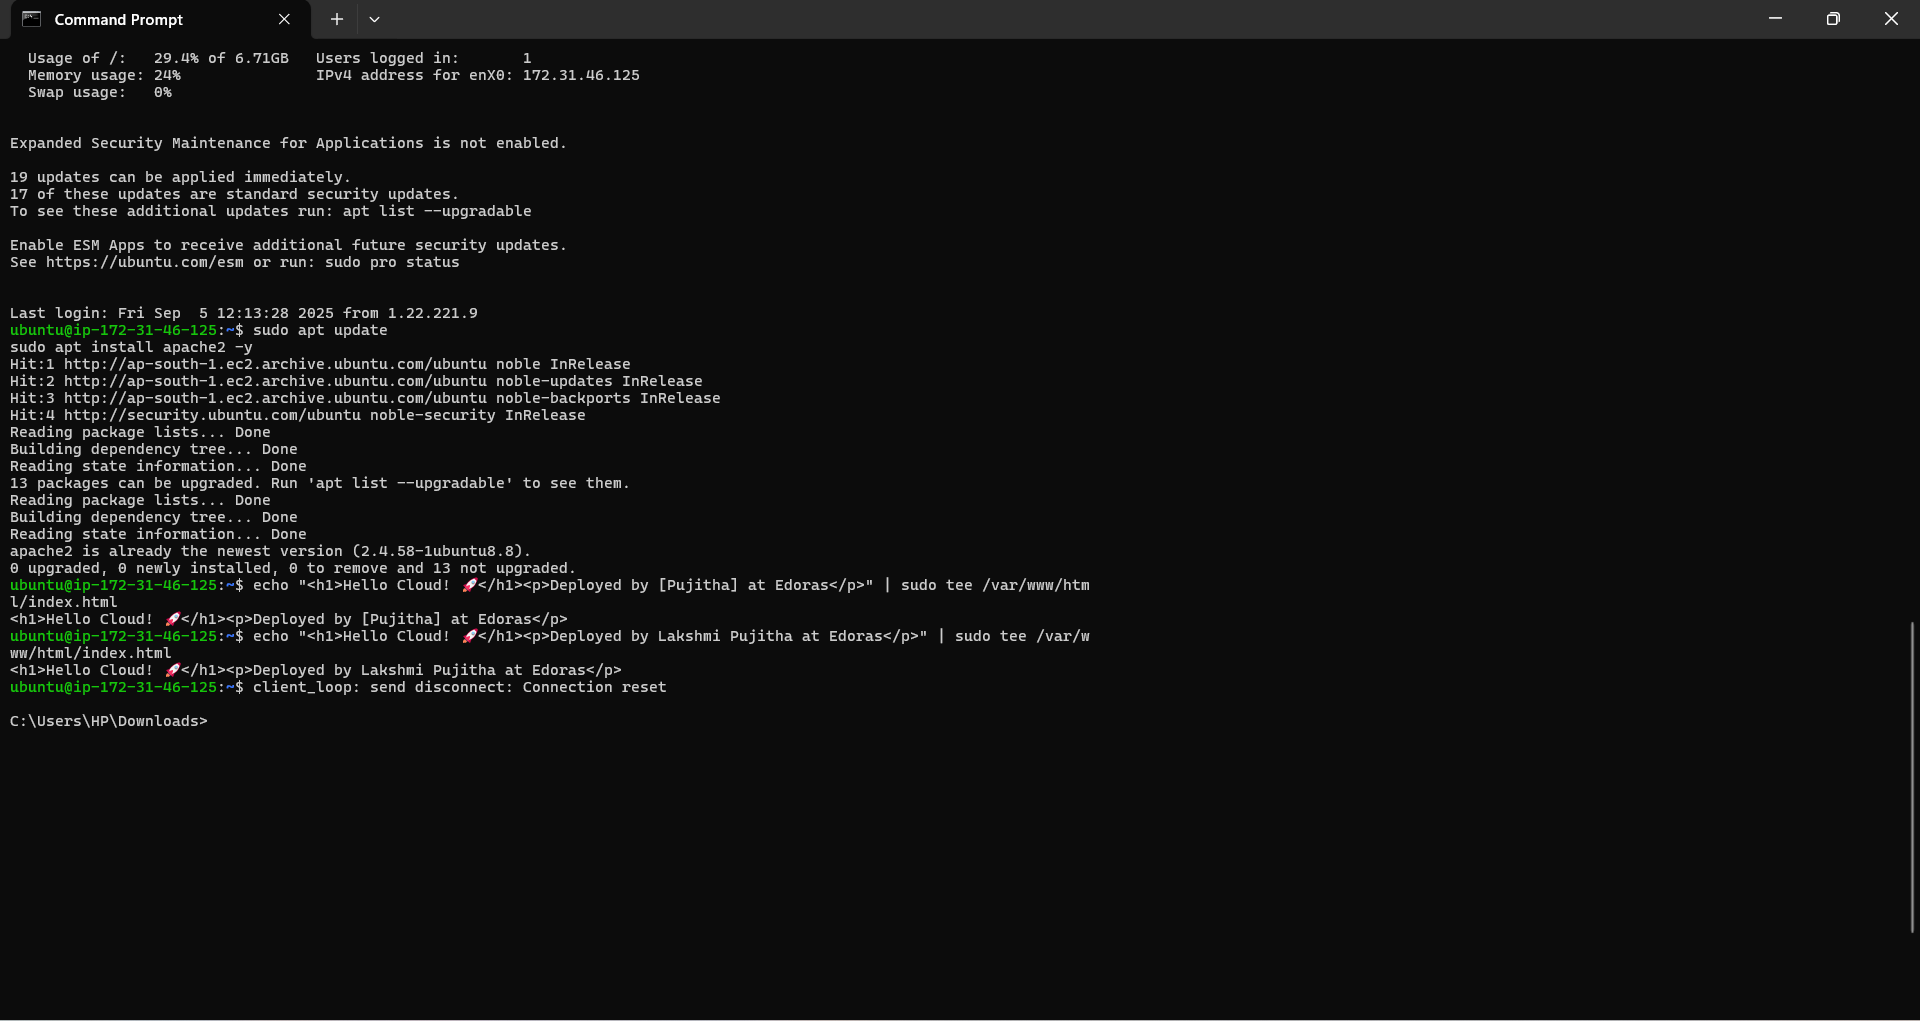 Command Prompt
  Usage of /:   29.4% of 6.71GB   Users logged in:       1
  Memory usage: 24%               IPv4 address for enX0: 172.31.46.125
  Swap usage:   0%
Expanded Security Maintenance for Applications is not enabled.
19 updates can be applied immediately.
17 of these updates are standard security updates.
To see these additional updates run: apt list --upgradable
Enable ESM Apps to receive additional future security updates.
See https://ubuntu.com/esm or run: sudo pro status
Last login: Fri Sep  5 12:13:28 2025 from 1.22.221.9
ubuntu@ip-172-31-46-125:~$ sudo apt update
sudo apt install apache2 -y
Hit:1 http://ap-south-1.ec2.archive.ubuntu.com/ubuntu noble InRelease
Hit:2 http://ap-south-1.ec2.archive.ubuntu.com/ubuntu noble-updates InRelease
Hit:3 http://ap-south-1.ec2.archive.ubuntu.com/ubuntu noble-backports InRelease
Hit:4 http://security.ubuntu.com/ubuntu noble-security InRelease
Reading package lists... Done
Building dependency tree... Done
Reading state information... Done
13 packages can be upgraded. Run 'apt list --upgradable' to see them.
Reading package lists... Done
Building dependency tree... Done
Reading state information... Done
apache2 is already the newest version (2.4.58-1ubuntu8.8).
0 upgraded, 0 newly installed, 0 to remove and 13 not upgraded.
ubuntu@ip-172-31-46-125:~$ echo "<h1>Hello Cloud! 🚀</h1><p>Deployed by [Pujitha] at Edoras</p>" | sudo tee /var/www/htm
l/index.html
<h1>Hello Cloud! 🚀</h1><p>Deployed by [Pujitha] at Edoras</p>
ubuntu@ip-172-31-46-125:~$ echo "<h1>Hello Cloud! 🚀</h1><p>Deployed by Lakshmi Pujitha at Edoras</p>" | sudo tee /var/w
ww/html/index.html
<h1>Hello Cloud! 🚀</h1><p>Deployed by Lakshmi Pujitha at Edoras</p>
ubuntu@ip-172-31-46-125:~$ client_loop: send disconnect: Connection reset
C:\Users\HP\Downloads>